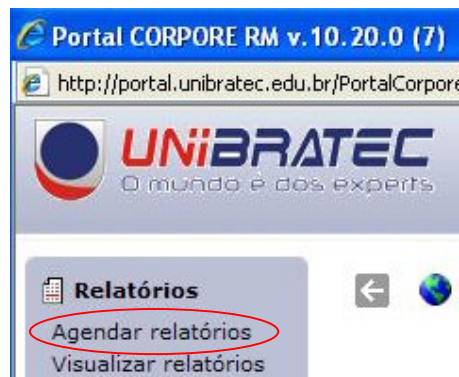 Portal CORPORE RM v.10.20.0 (7)
http://portal.unibratec.edu.br/PortalCorpore
UNiBRATEC
O mundo é dos experts
Relatórios
Agendar relatórios
Visualizar relatórios